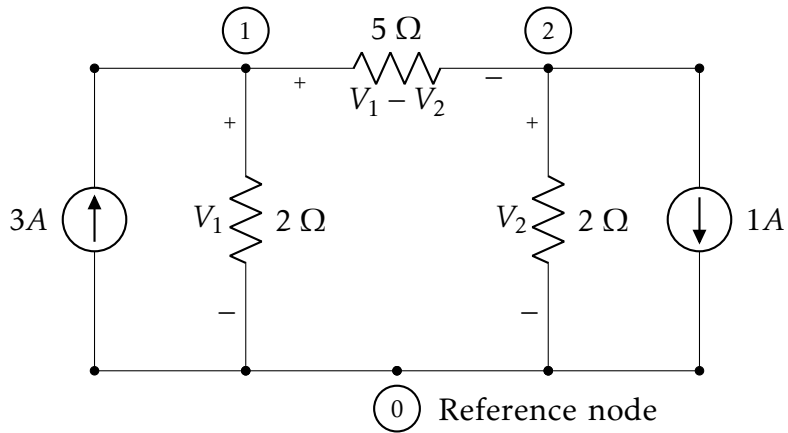 1 5 Ω 2
+ −
V₁ − V₂
+ +
3A V₁ 2 Ω V₂ 2 Ω 1A
− −
0 Reference node